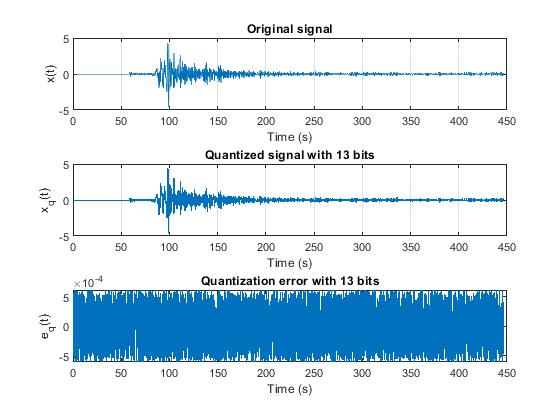 Original signal
x(t)
5
0
-5
0 50 100 150 200 250 300 350 400 450
Time (s)
Quantized signal with 13 bits
x_q(t)
5
0
-5
0 50 100 150 200 250 300 350 400 450
Time (s)
Quantization error with 13 bits
×10^-4
e_q(t)
5
0
-5
0 50 100 150 200 250 300 350 400 450
Time (s)